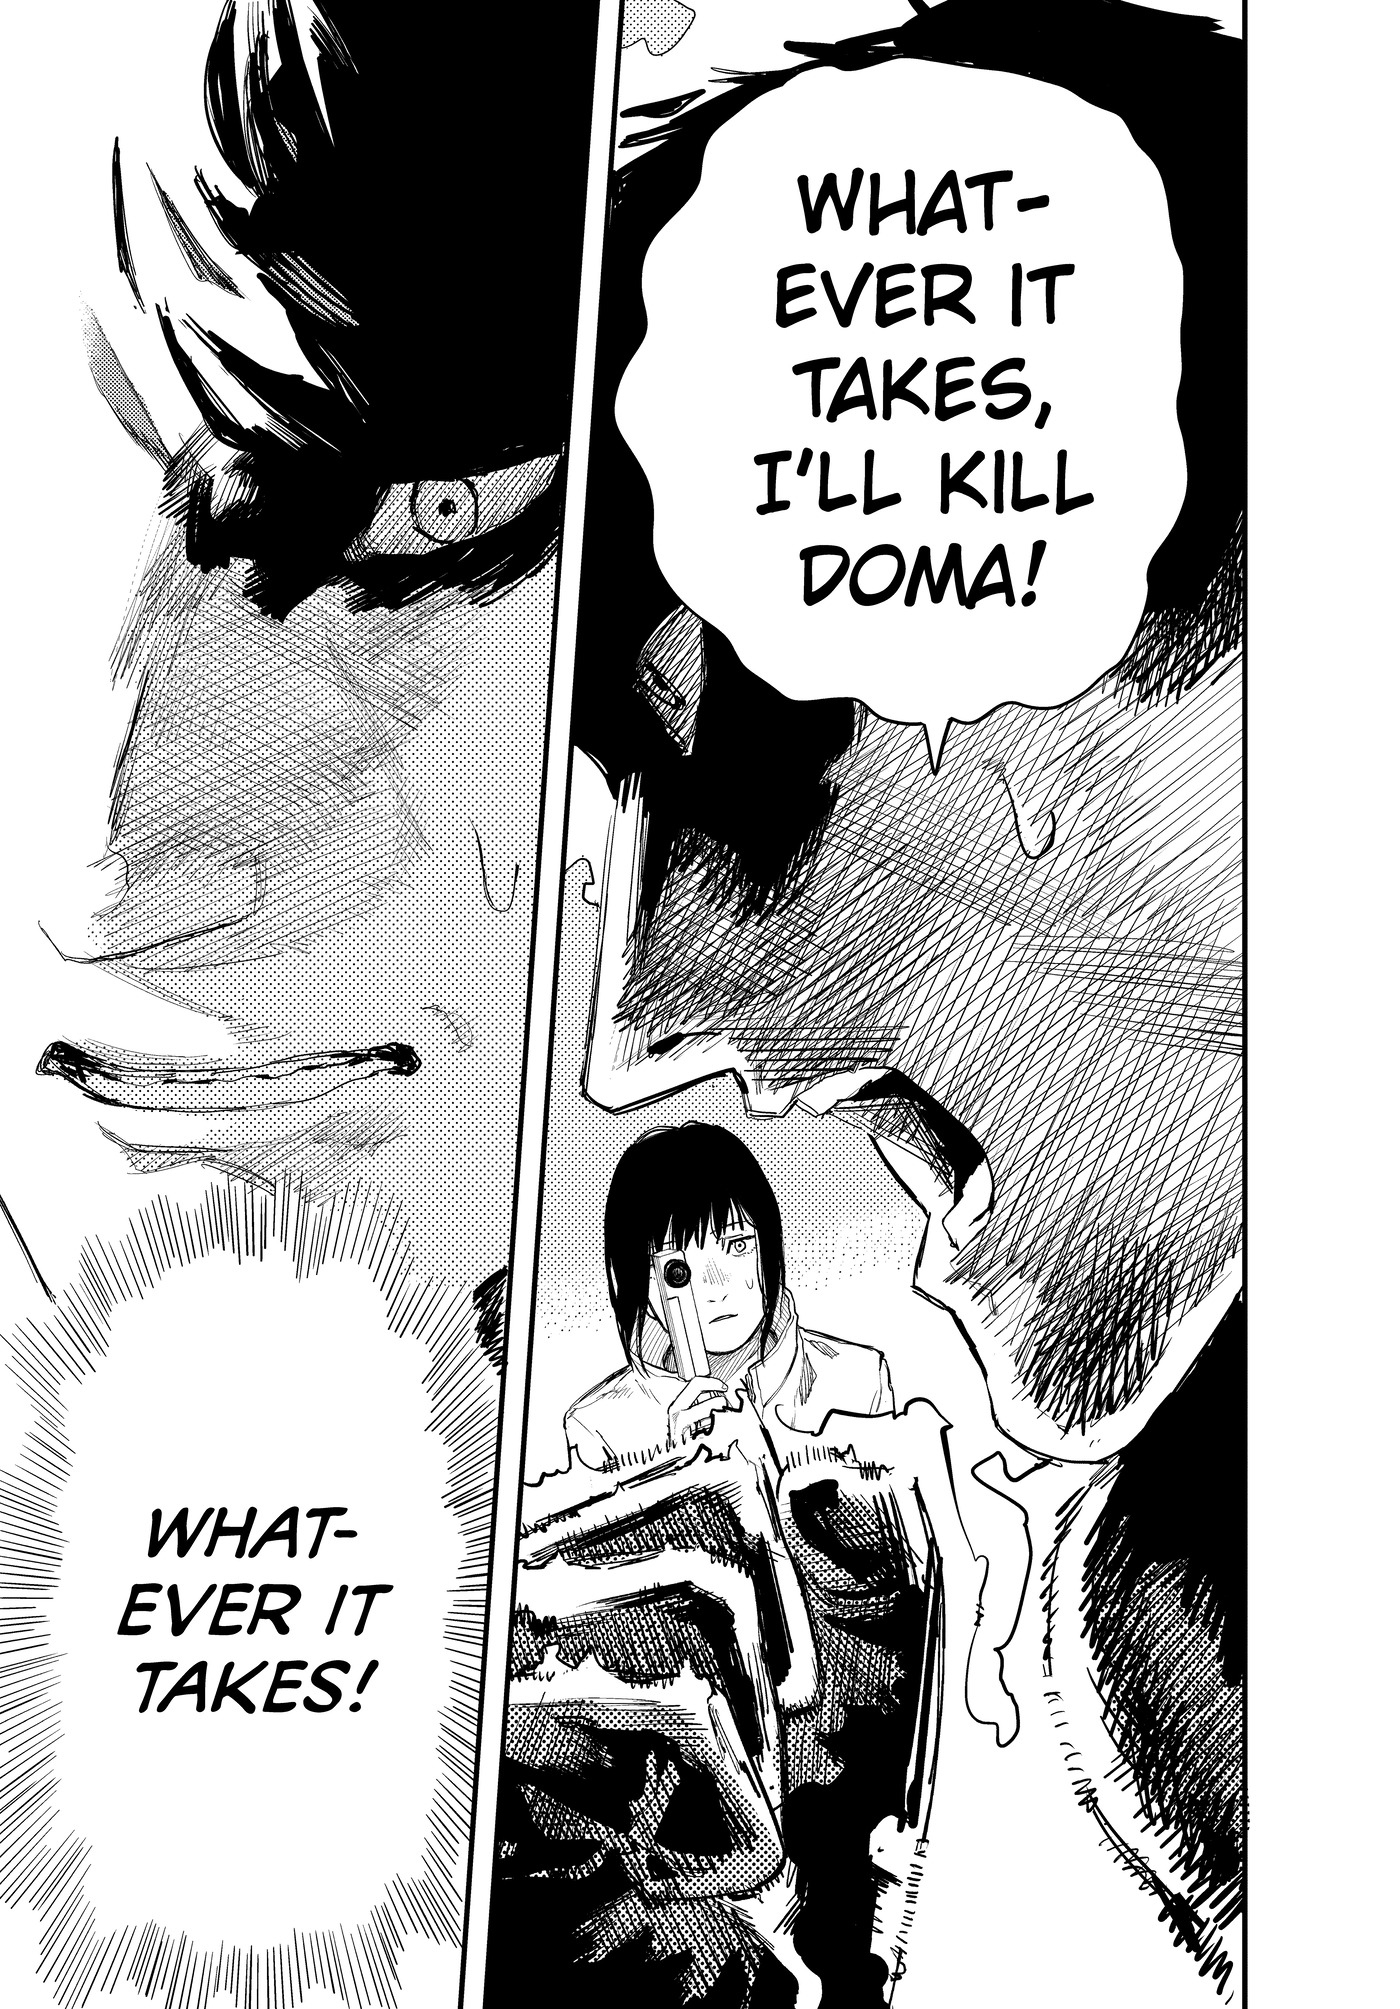 WHAT-
EVER IT
TAKES,
I'LL KILL
DOMA!
WHAT-
EVER IT
TAKES!